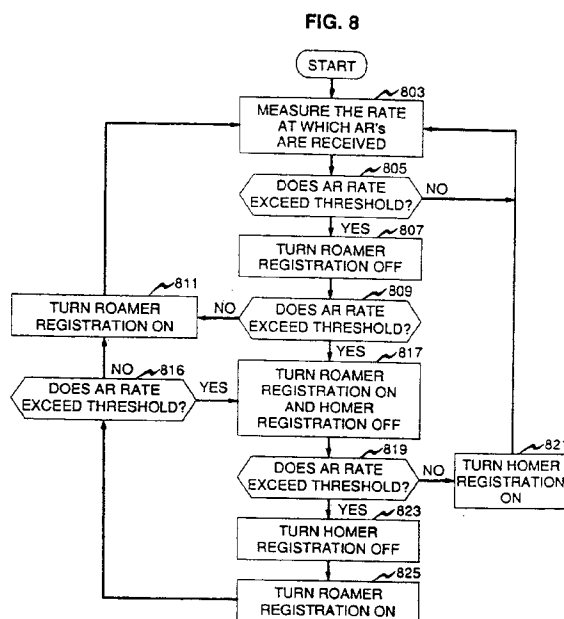 FIG. 8
START
803
MEASURE THE RATE
AT WHICH AR's
ARE RECEIVED
805
DOES AR RATE
EXCEED THRESHOLD?
NO
YES
807
TURN ROAMER
REGISTRATION OFF
811
TURN ROAMER
REGISTRATION ON
NO
809
DOES AR RATE
EXCEED THRESHOLD?
YES
817
TURN ROAMER
REGISTRATION ON
AND HOMER
REGISTRATION OFF
NO
816
DOES AR RATE
EXCEED THRESHOLD?
YES
819
DOES AR RATE
EXCEED THRESHOLD?
NO
821
TURN HOMER
REGISTRATION
ON
YES
823
TURN HOMER
REGISTRATION OFF
825
TURN ROAMER
REGISTRATION ON